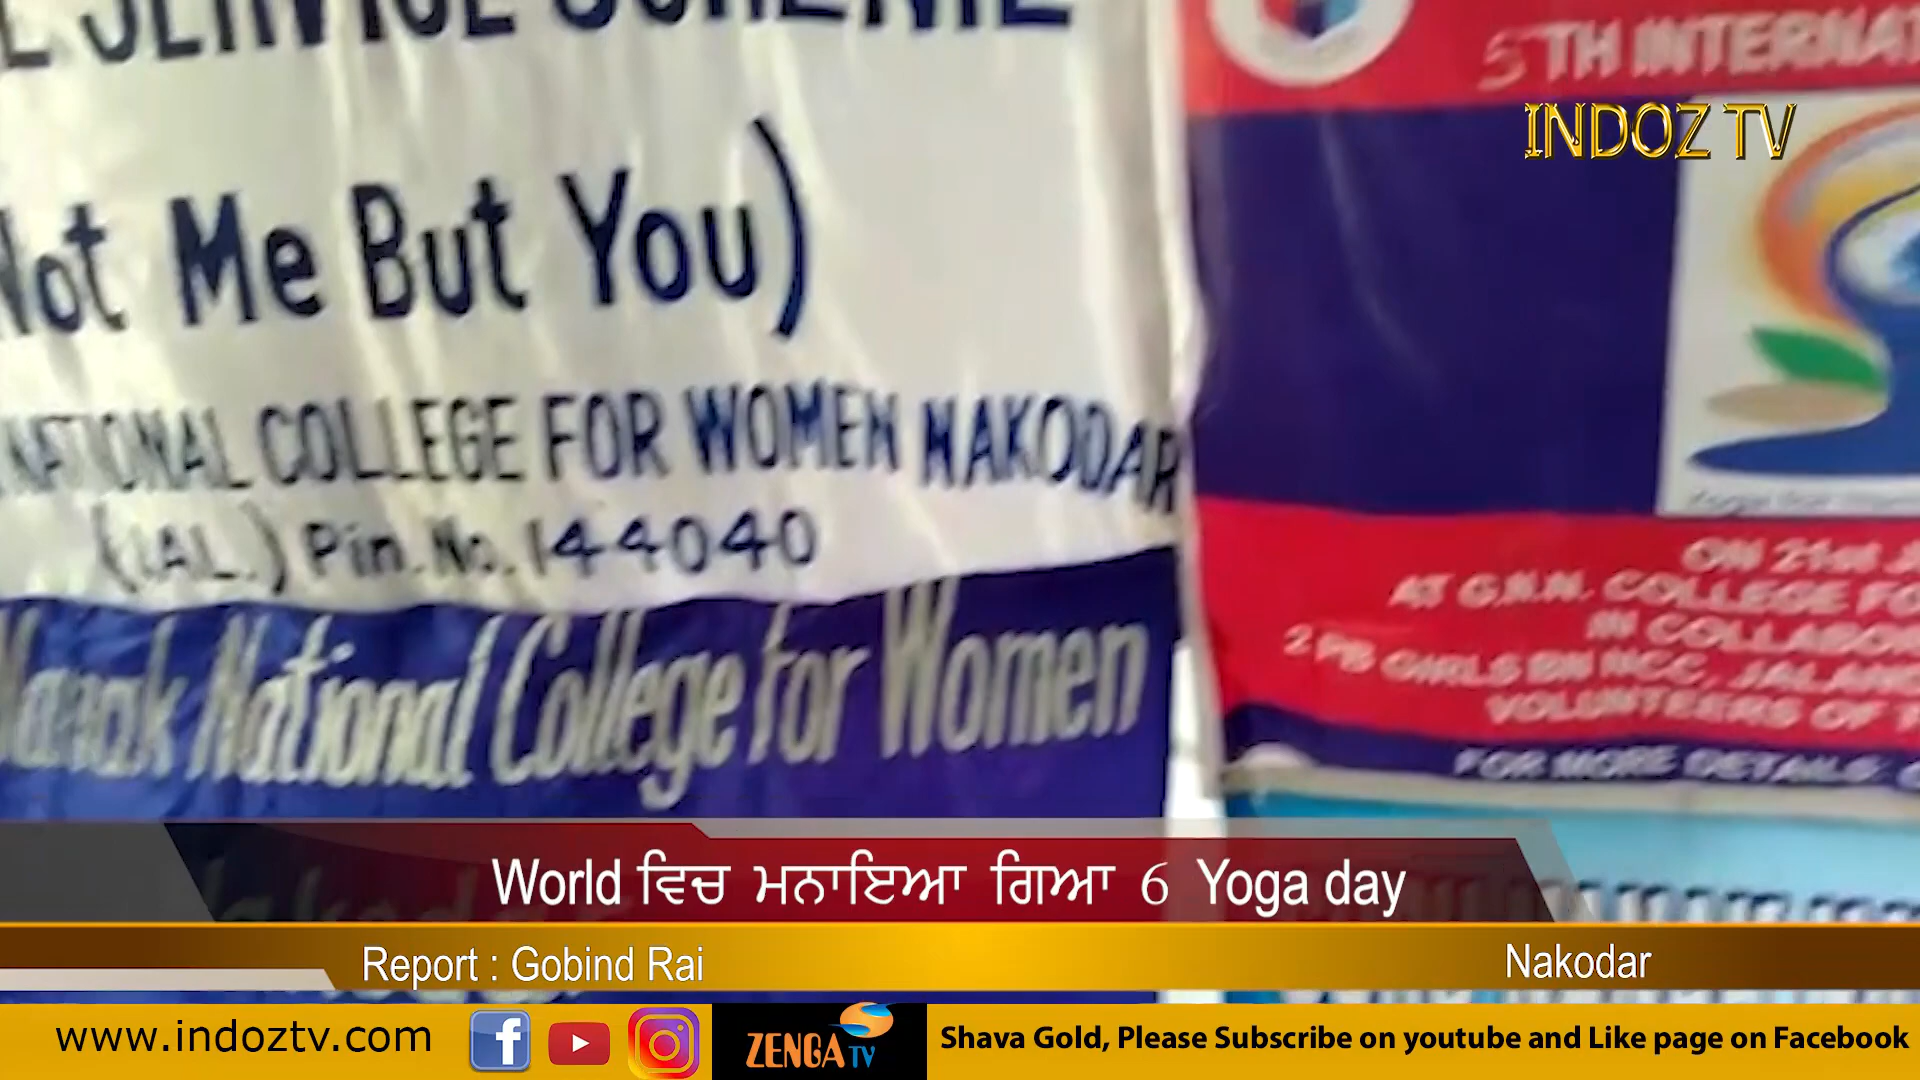 SERVICE SCHEME
Not Me But You)
NATIONAL COLLEGE FOR WOMEN NAKODAR
(JAL.) Pin. No. 144040
Nanak National College for Women
5TH INTERNAT
INDOZ TV
ON 21st J
AT G.N.N. COLLEGE FO
IN COLLABOR
2 PB GIRLS BN NCC, JALAND
VOLUNTEERS OF T
FOR MORE DETAILS: C
World ਵਿਚ ਮਨਾਇਆ ਗਿਆ 6 Yoga day
Report : Gobind Rai
Nakodar
www.indoztv.com
ZENGA TV
Shava Gold, Please Subscribe on youtube and Like page on Facebook